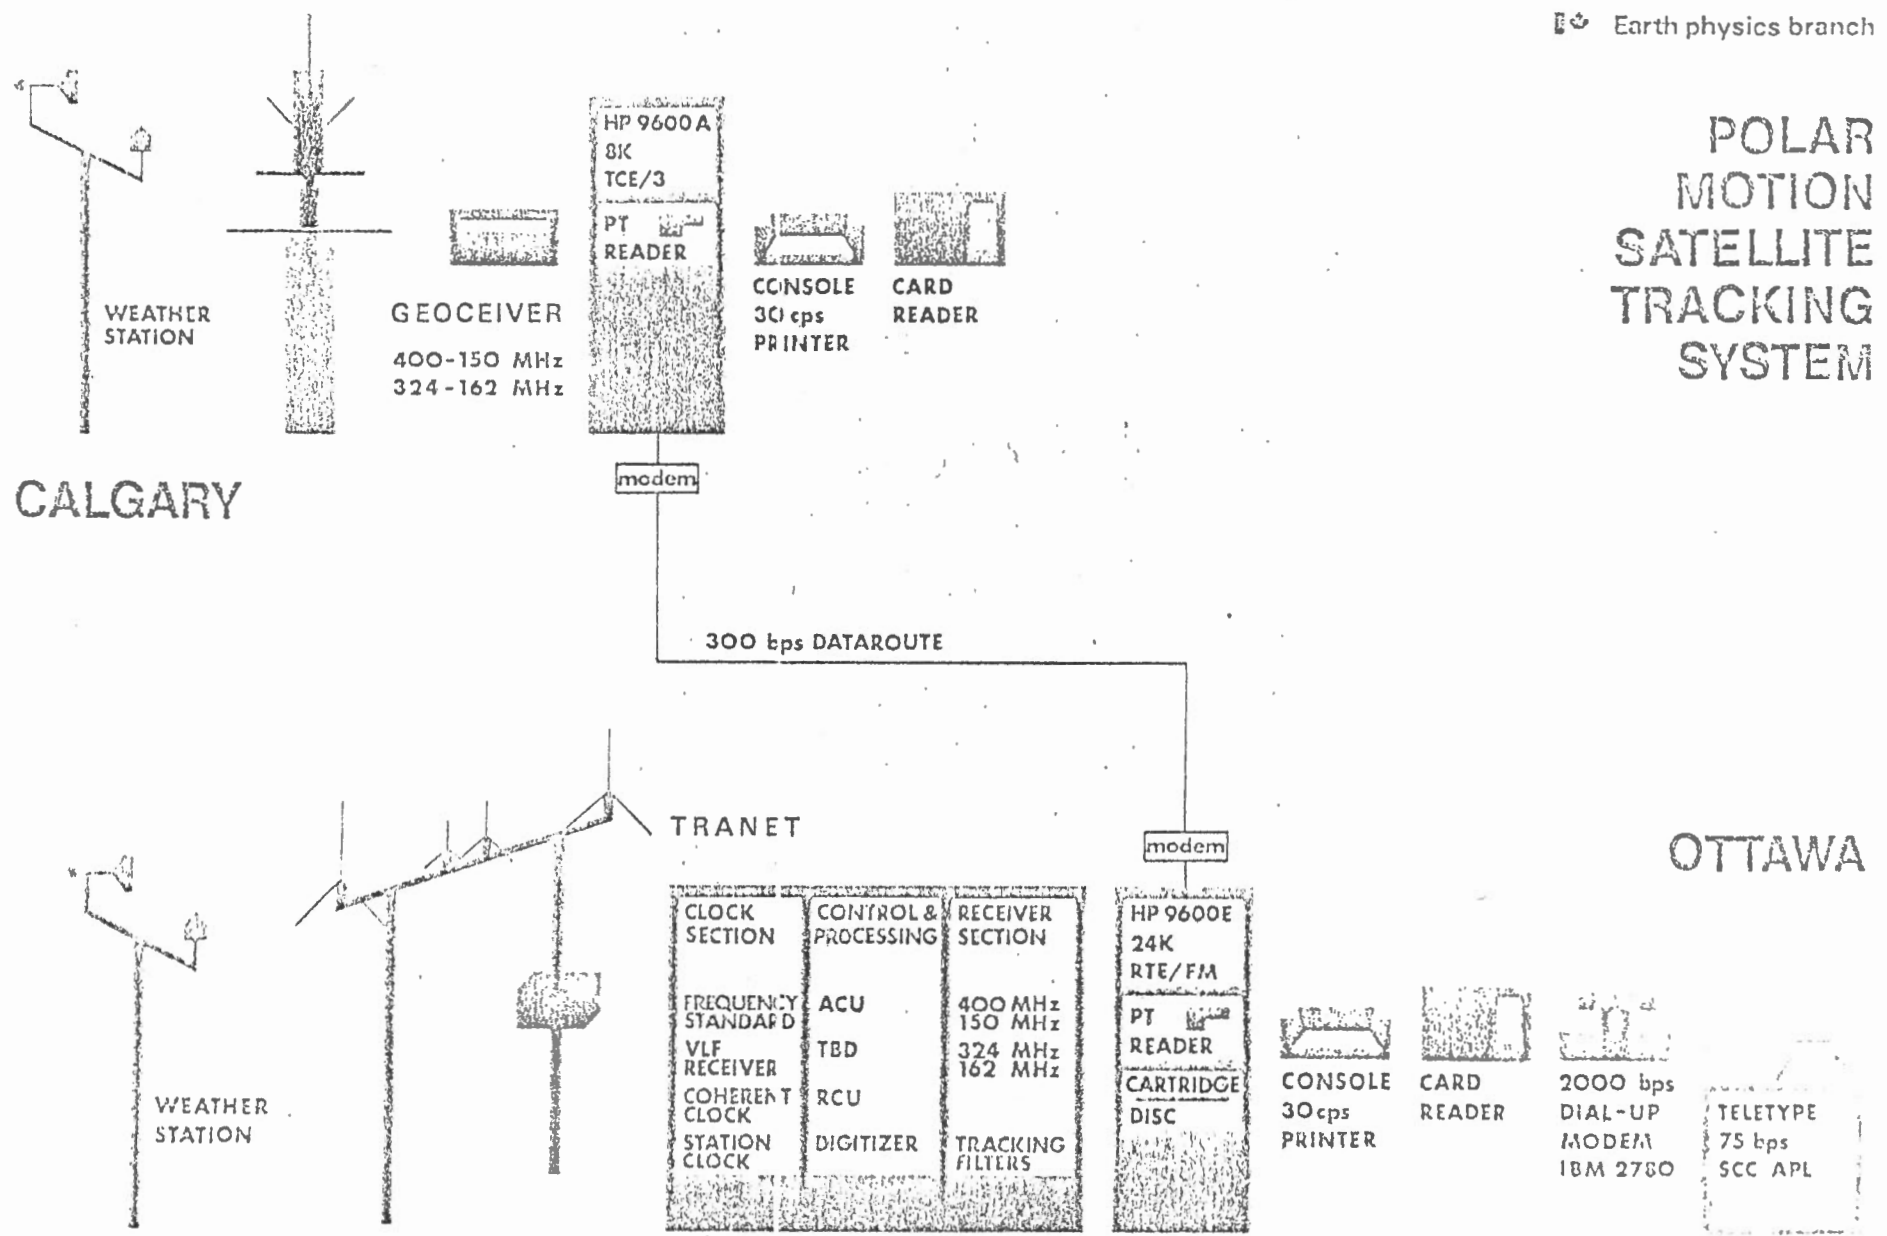 Earth physics branch
POLAR
MOTION
SATELLITE
TRACKING
SYSTEM
HP 9600A
8K
TCE/3
PT
READER
WEATHER
STATION
GEOCEIVER
400-150 MHz
324-162 MHz
CONSOLE
30 cps
PRINTER
CARD
READER
CALGARY
modem
300 bps DATAROUTE
TRANET
modem
OTTAWA
WEATHER
STATION
CLOCK
SECTION
FREQUENCY
STANDARD
VLF
RECEIVER
COHERENT
CLOCK
STATION
CLOCK
CONTROL &
PROCESSING
ACU
TBD
RCU
DIGITIZER
RECEIVER
SECTION
400 MHz
150 MHz
324 MHz
162 MHz
TRACKING
FILTERS
HP 9600E
24K
RTE/FM
PT
READER
CARTRIDGE
DISC
CONSOLE
30cps
PRINTER
CARD
READER
2000 bps
DIAL-UP
MODEM
IBM 2780
TELETYPE
75 bps
SCC APL